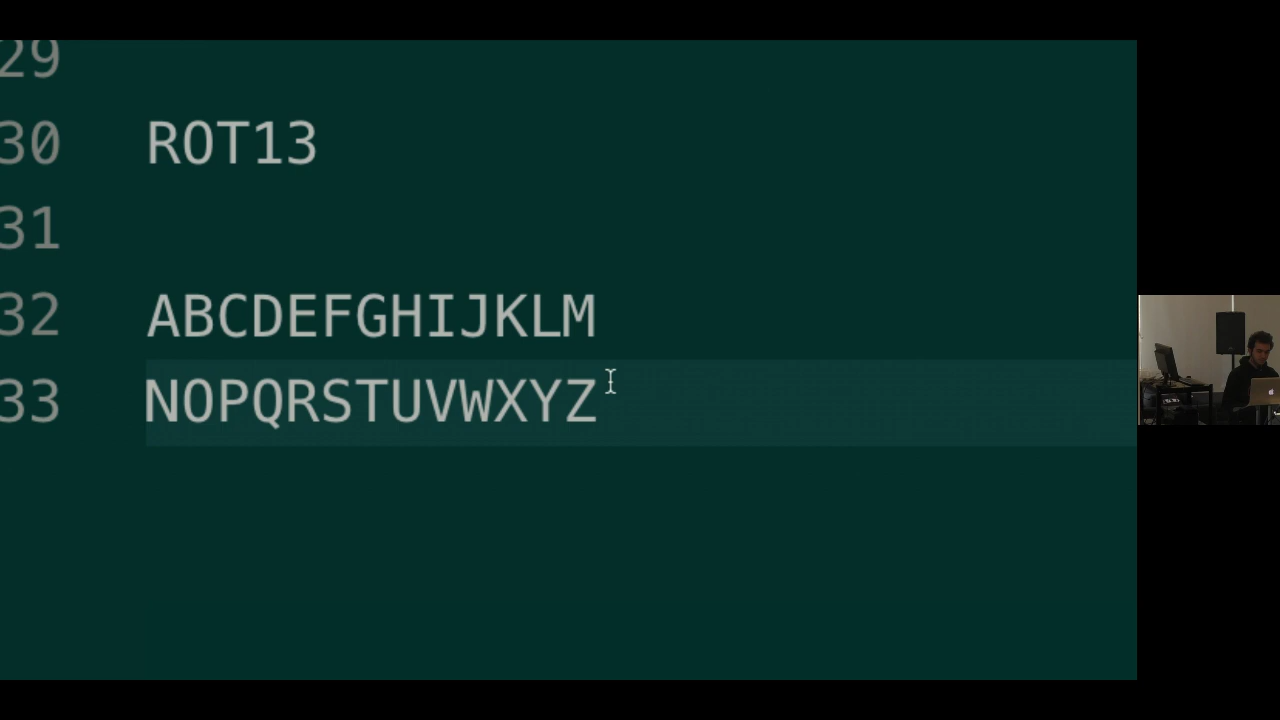 29
30 ROT13
31
32 ABCDEFGHIJKLM
33 NOPQRSTUVWXYZ